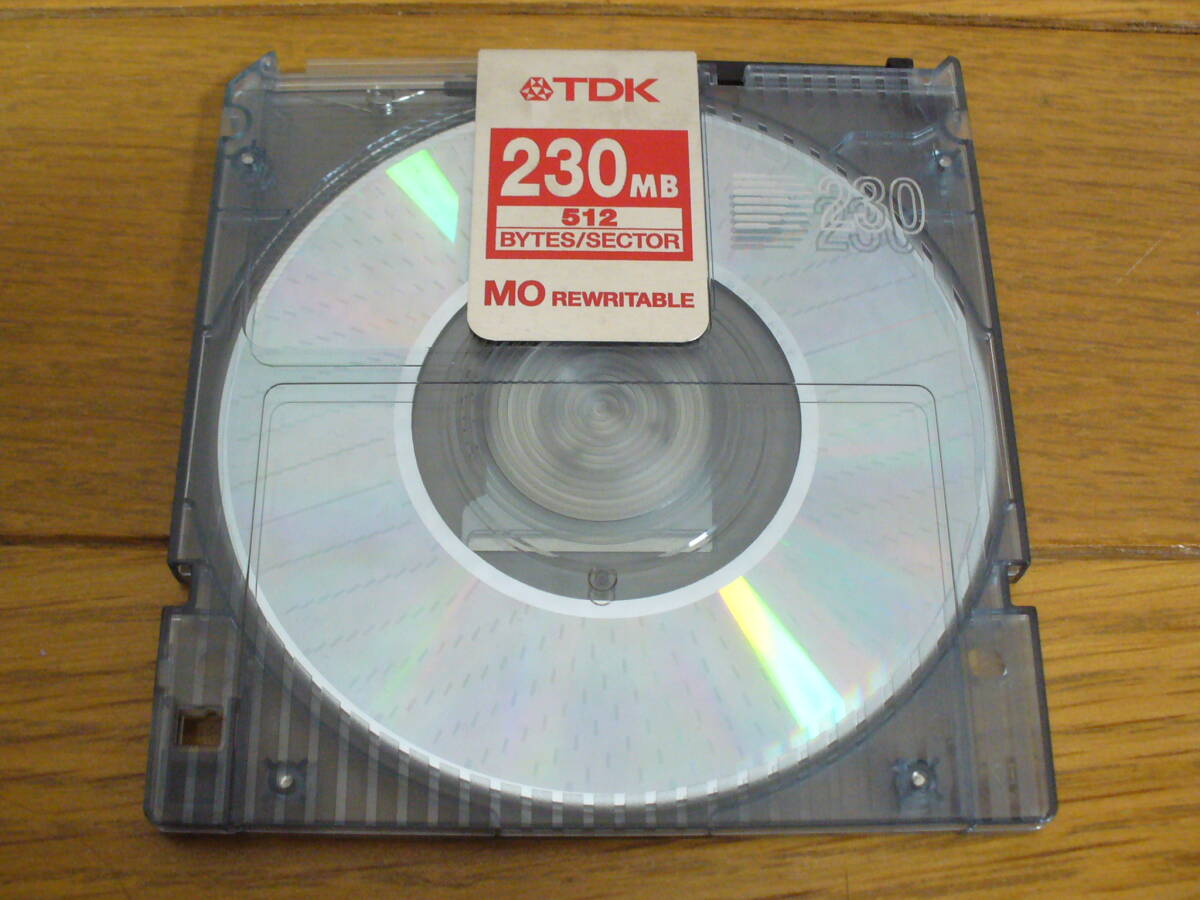 TDK
230MB
512
BYTES/SECTOR
MO REWRITABLE
230